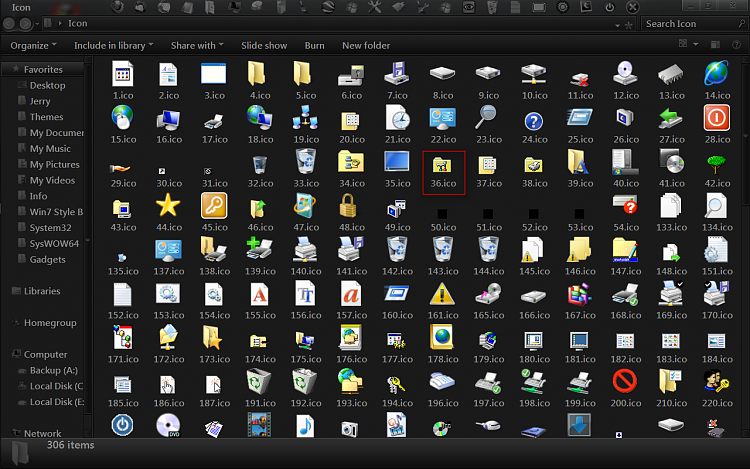 Icon
Icon
Search Icon
Organize Include in library Share with Slide show Burn New folder
Favorites
Desktop
Jerry
Themes
My Documen
My Music
My Pictures
My Videos
Info
Win7 Style B
System32
SysWOW64
Gadgets
Libraries
Homegroup
Computer
Backup (A:)
Local Disk (C
Local Disk (E:
Network
1.ico 2.ico 3.ico 4.ico 5.ico 6.ico 7.ico 8.ico 9.ico 10.ico 11.ico 12.ico 13.ico 14.ico
15.ico 16.ico 17.ico 18.ico 19.ico 20.ico 21.ico 22.ico 23.ico 24.ico 25.ico 26.ico 27.ico 28.ico
29.ico 30.ico 31.ico 32.ico 33.ico 34.ico 35.ico 36.ico 37.ico 38.ico 39.ico 40.ico 41.ico 42.ico
43.ico 44.ico 45.ico 46.ico 47.ico 48.ico 49.ico 50.ico 51.ico 52.ico 53.ico 54.ico 133.ico 134.ico
135.ico 137.ico 138.ico 139.ico 140.ico 141.ico 142.ico 143.ico 144.ico 145.ico 146.ico 147.ico 148.ico 151.ico
152.ico 153.ico 154.ico 155.ico 156.ico 157.ico 160.ico 161.ico 165.ico 166.ico 167.ico 168.ico 169.ico 170.ico
171.ico 172.ico 173.ico 174.ico 175.ico 176.ico 177.ico 178.ico 179.ico 180.ico 181.ico 182.ico 183.ico 184.ico
185.ico 186.ico 187.ico 191.ico 192.ico 193.ico 194.ico 196.ico 197.ico 198.ico 199.ico 200.ico 210.ico 220.ico
DVD
306 items